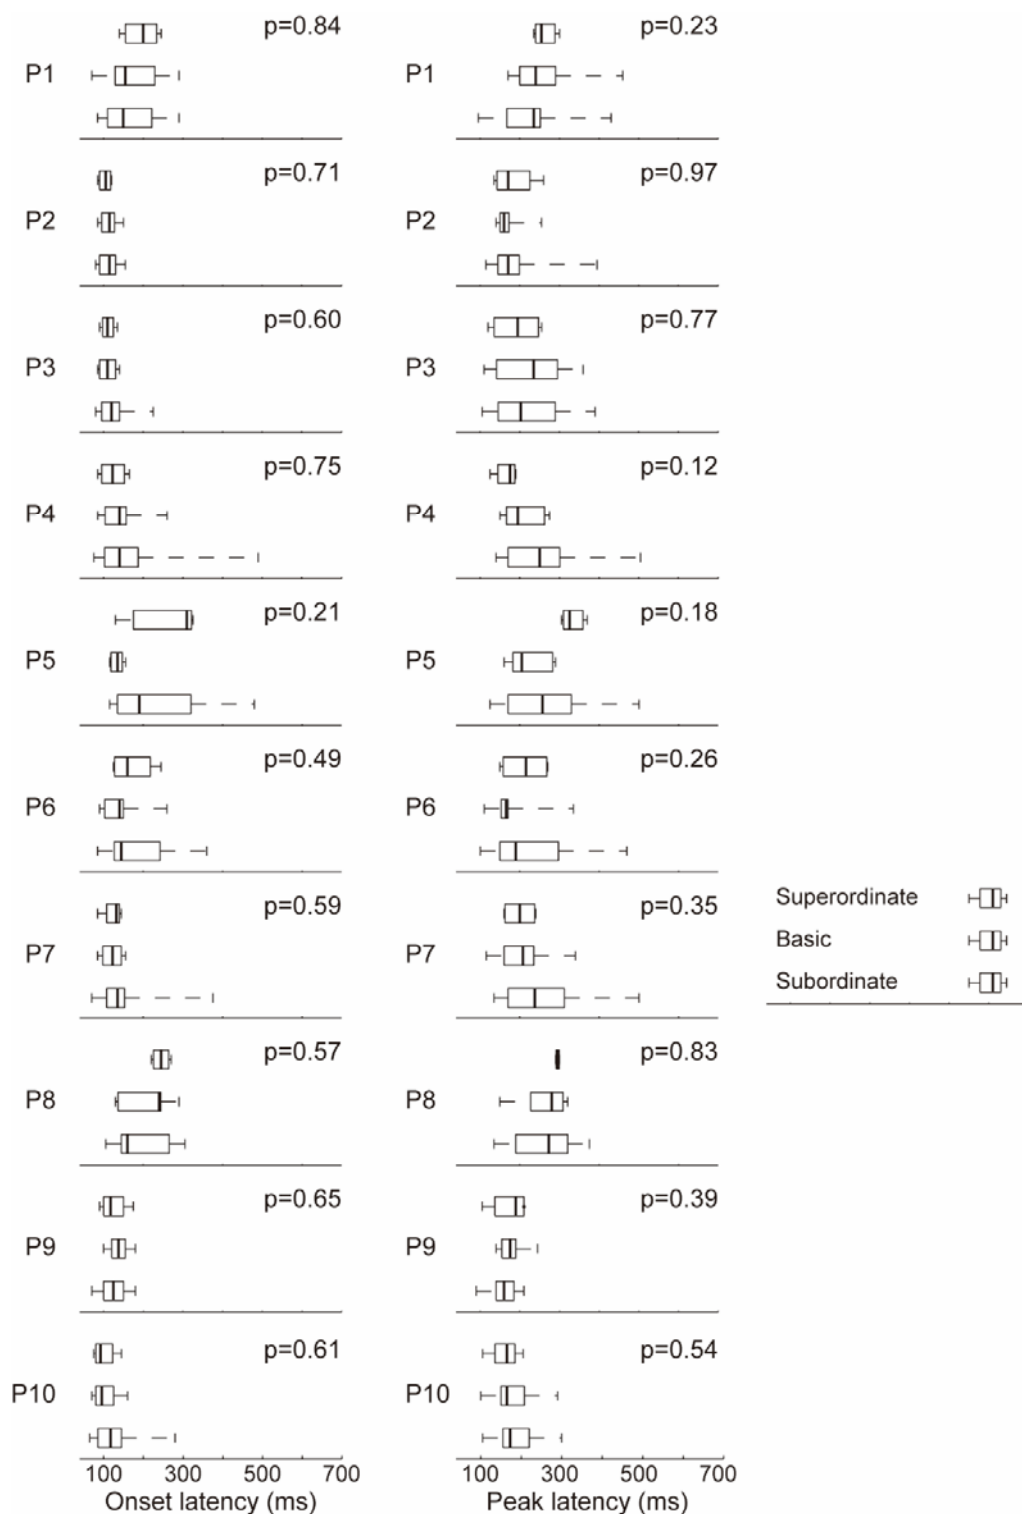 p=0.84 p=0.23
P1 P1
p=0.71 p=0.97
P2 P2
p=0.60 p=0.77
P3 P3
p=0.75 p=0.12
P4 P4
p=0.21 p=0.18
P5 P5
p=0.49 p=0.26
P6 P6
p=0.59 p=0.35
P7 P7
Superordinate
Basic
Subordinate
p=0.57 p=0.83
P8 P8
p=0.65 p=0.39
P9 P9
p=0.61 p=0.54
P10 P10
100 300 500 700 100 300 500 700
Onset latency (ms) Peak latency (ms)